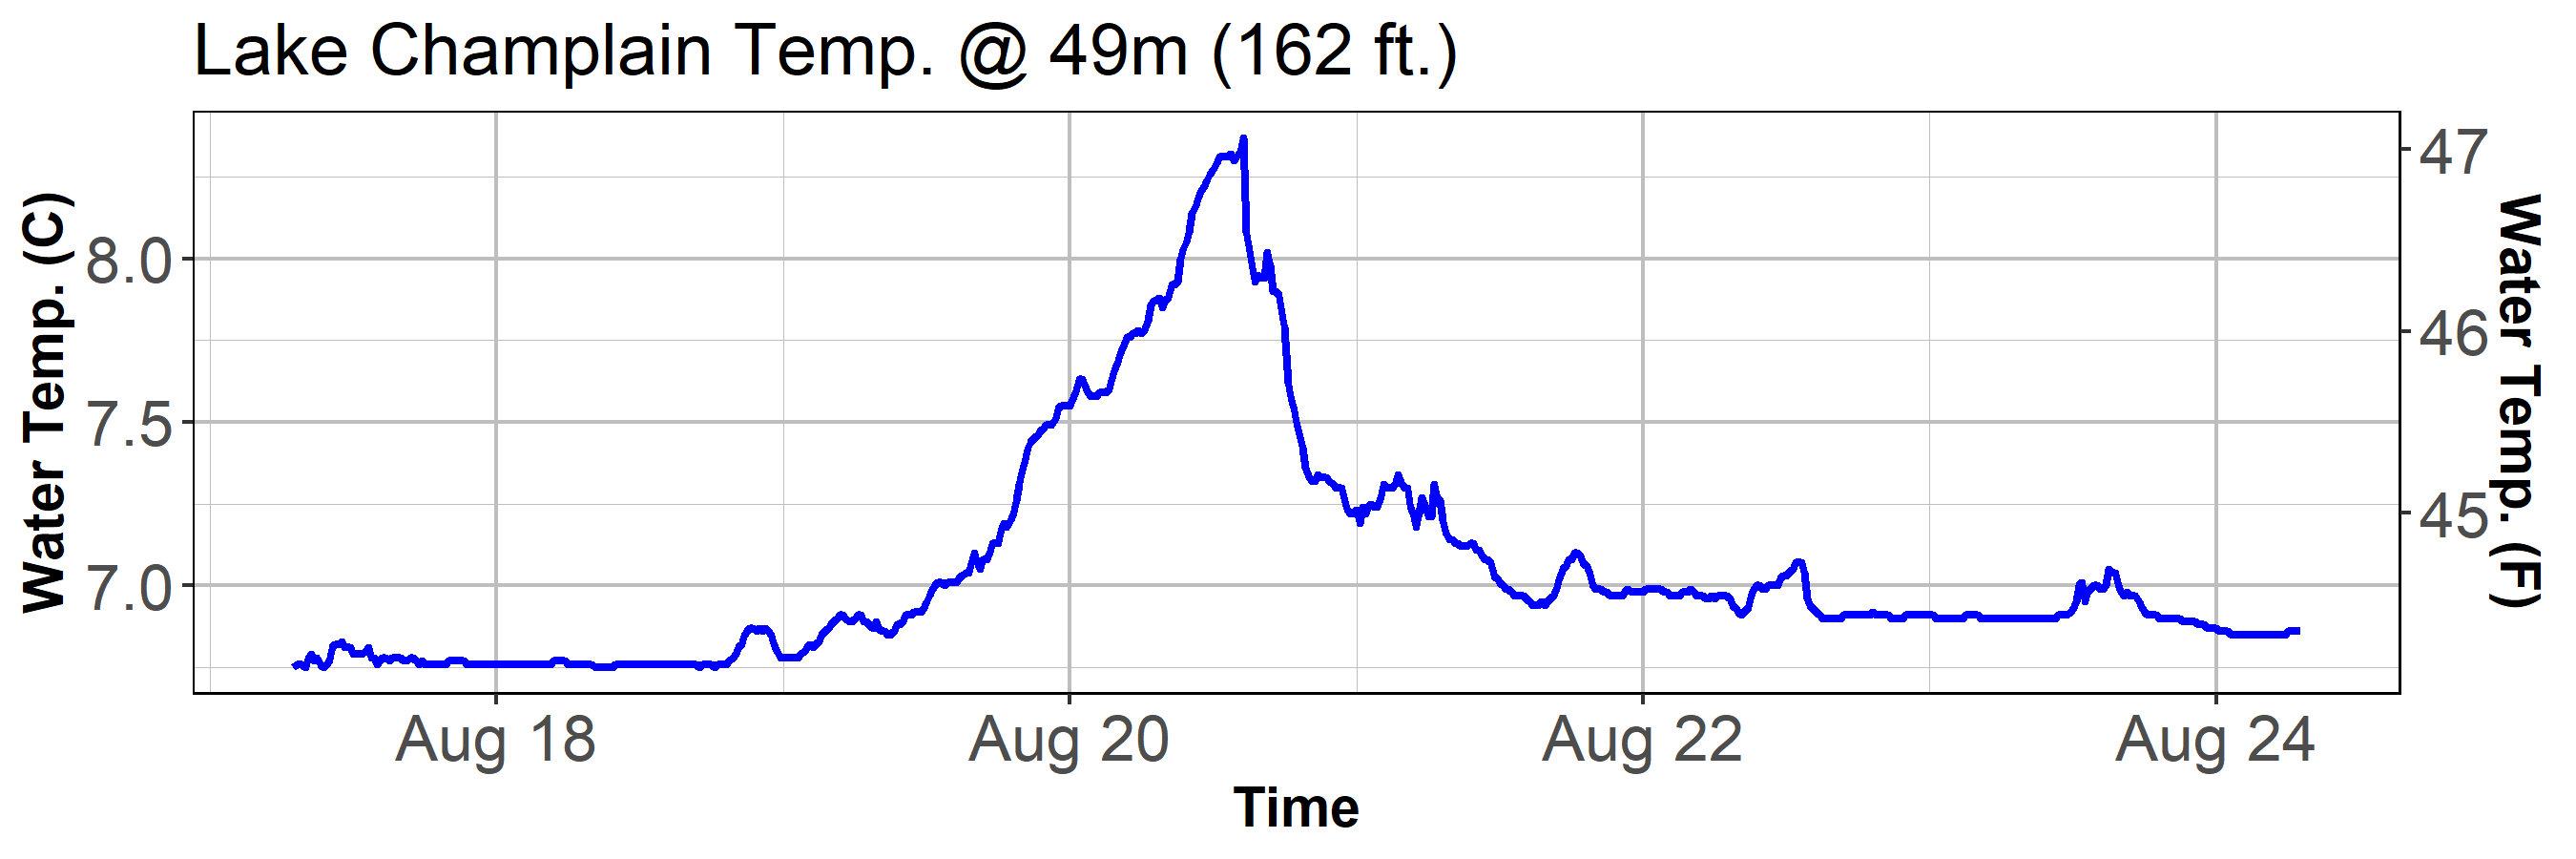 Lake Champlain Temp. @ 49m (162 ft.)
Water Temp. (C)
8.0
7.5
7.0
47
46
45
Water Temp. (F)
Aug 18
Aug 20
Aug 22
Aug 24
Time